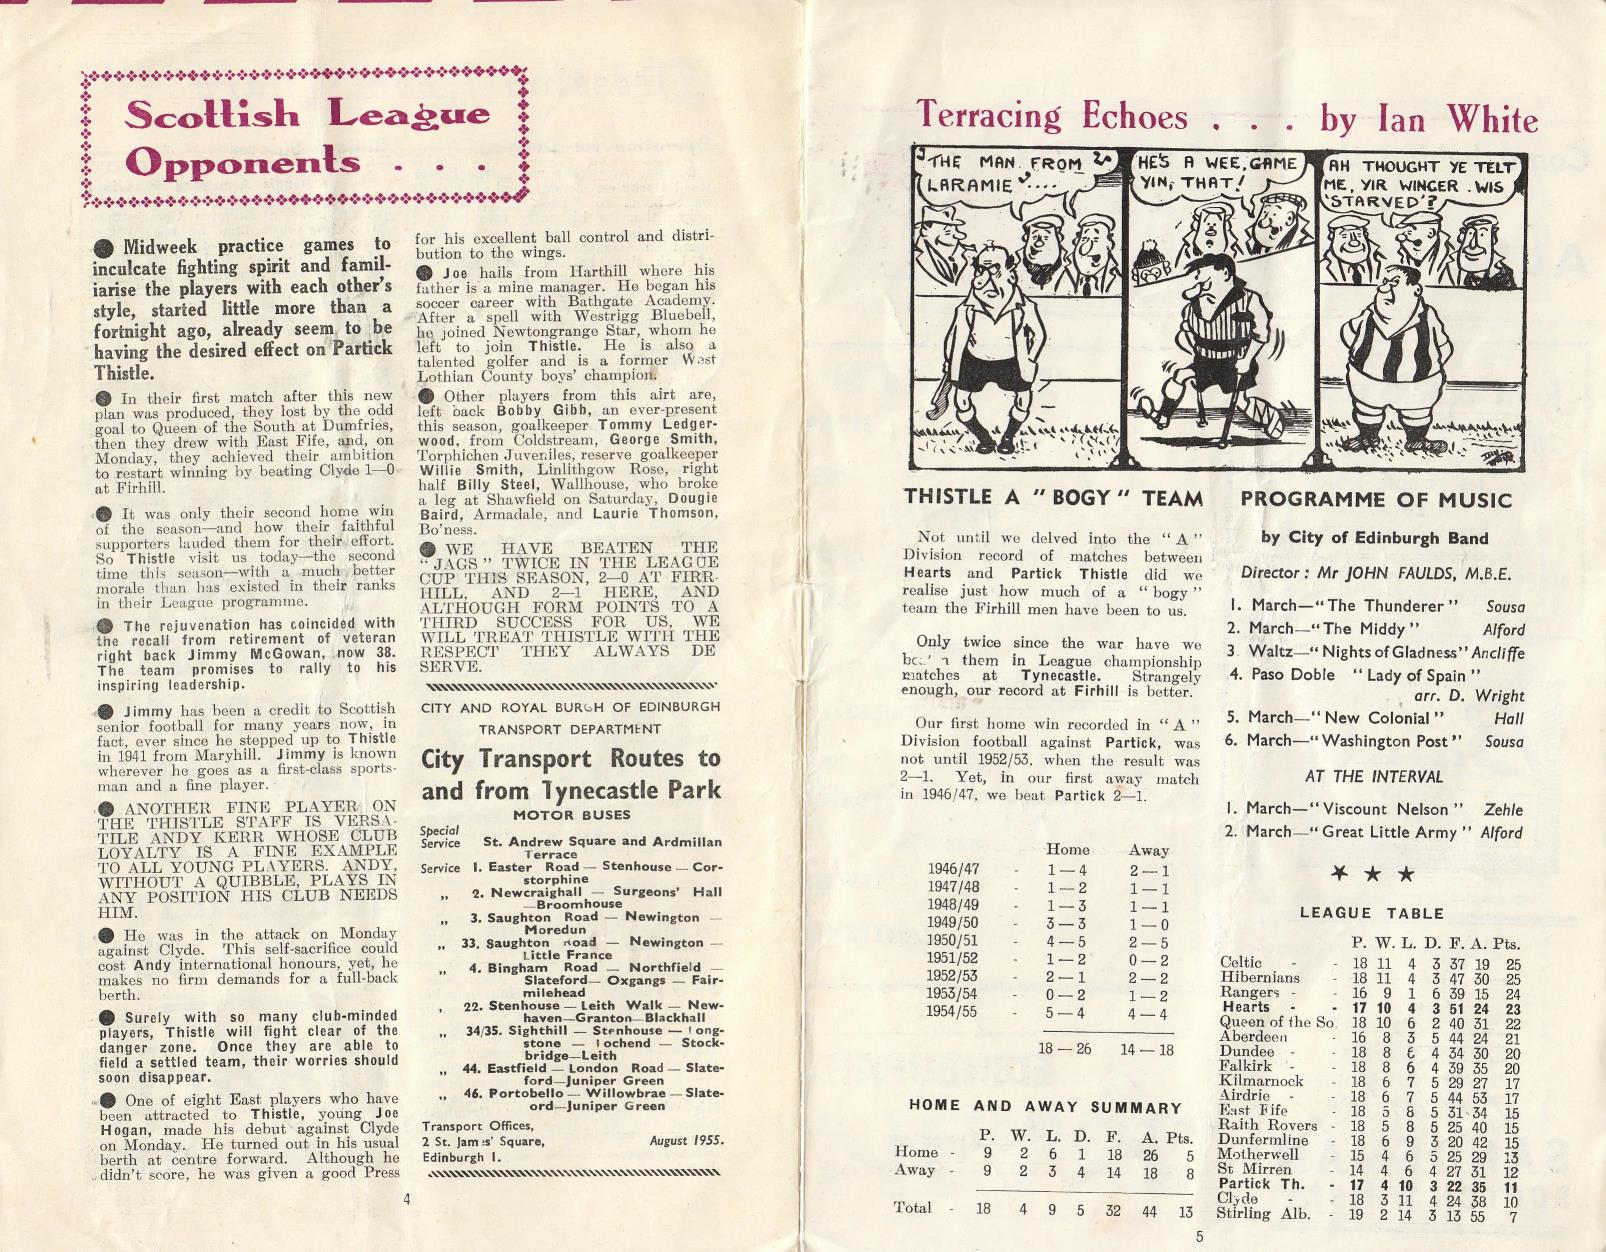 Scottish League
Opponents . . .
● Midweek practice games to
inculcate fighting spirit and famil-
iarise the players with each other's
style, started little more than a
fortnight ago, already seem to be
having the desired effect on Partick
Thistle.
● In their first match after this new
plan was produced, they lost by the odd
goal to Queen of the South at Dumfries,
then they drew with East Fife, and, on
Monday, they achieved their ambition
to restart winning by beating Clyde 1—0
at Firhill.
● It was only their second home win
of the season—and how their faithful
supporters lauded them for their effort.
So Thistle visit us today—the second
time this season—with a much better
morale than has existed in their ranks
in their League programme.
● The rejuvenation has coincided with
the recall from retirement of veteran
right back Jimmy McGowan, now 38.
The team promises to rally to his
inspiring leadership.
● Jimmy has been a credit to Scottish
senior football for many years now, in
fact, ever since he stepped up to Thistle
in 1941 from Maryhill. Jimmy is known
wherever he goes as a first-class sports-
man and a fine player.
● ANOTHER FINE PLAYER ON
THE THISTLE STAFF IS VERSA-
TILE ANDY KERR WHOSE CLUB
LOYALTY IS A FINE EXAMPLE
TO ALL YOUNG PLAYERS. ANDY,
WITHOUT A QUIBBLE, PLAYS IN
ANY POSITION HIS CLUB NEEDS
HIM.
● He was in the attack on Monday
against Clyde. This self-sacrifice could
cost Andy international honours, yet, he
makes no firm demands for a full-back
berth.
● Surely with so many club-minded
players, Thistle will fight clear of the
danger zone. Once they are able to
field a settled team, their worries should
soon disappear.
● One of eight East players who have
been attracted to Thistle, young Joe
Hogan, made his debut against Clyde
on Monday. He turned out in his usual
berth at centre forward. Although he
didn't score, he was given a good Press
for his excellent ball control and distri-
bution to the wings.
● Joe hails from Harthill where his
father is a mine manager. He began his
soccer career with Bathgate Academy.
After a spell with Westrigg Bluebell,
he joined Newtongrange Star, whom he
left to join Thistle. He is also a
talented golfer and is a former West
Lothian County boys' champion.
● Other players from this airt are,
left back Bobby Gibb, an ever-present
this season, goalkeeper Tommy Ledger-
wood, from Coldstream, George Smith,
Torphichen Juveniles, reserve goalkeeper
Willie Smith, Linlithgow Rose, right
half Billy Steel, Wallhouse, who broke
a leg at Shawfield on Saturday, Dougie
Baird, Armadale, and Laurie Thomson,
Bo'ness.
● WE HAVE BEATEN THE
"JAGS" TWICE IN THE LEAGUE
CUP THIS SEASON, 2—0 AT FIRR-
HILL, AND 2—1 HERE, AND
ALTHOUGH FORM POINTS TO A
THIRD SUCCESS FOR US, WE
WILL TREAT THISTLE WITH THE
RESPECT THEY ALWAYS DE
SERVE.
CITY AND ROYAL BURGH OF EDINBURGH
TRANSPORT DEPARTMENT
City Transport Routes to
and from Tynecastle Park
MOTOR BUSES
Special
Service St. Andrew Square and Ardmillan
Terrace
Service 1. Easter Road — Stenhouse — Cor-
storphine
„ 2. Newcraighall — Surgeons' Hall
—Broomhouse
„ 3. Saughton Road — Newington —
Moredun
„ 33. Saughton Road — Newington —
Little France
„ 4. Bingham Road — Northfield —
Slateford— Oxgangs — Fair-
milehead
„ 22. Stenhouse — Leith Walk — New-
haven—Granton—Blackhall
„ 34/35. Sighthill — Stenhouse — Long-
stone — Lochend — Stock-
bridge—Leith
„ 44. Eastfield — London Road — Slate-
ford—Juniper Green
„ 46. Portobello — Willowbrae — Slate-
ord—Juniper Green
Transport Offices,
2 St. James' Square, August 1955.
Edinburgh 1.
4
Terracing Echoes . . . by Ian White
THE MAN FROM
LARAMIE ....
HE'S A WEE GAME
YIN, THAT!
AH THOUGHT YE TELT
ME, YIR WINGER WIS
'STARVED'?
THISTLE A "BOGY" TEAM
Not until we delved into the "A"
Division record of matches between
Hearts and Partick Thistle did we
realise just how much of a "bogy"
team the Firhill men have been to us.
Only twice since the war have we
beaten them in League championship
matches at Tynecastle. Strangely
enough, our record at Firhill is better.
Our first home win recorded in "A"
Division football against Partick, was
not until 1952/53, when the result was
2—1. Yet, in our first away match
in 1946/47, we beat Partick 2—1.
Home Away
1946/47 - 1—4 2—1
1947/48 - 1—2 1—1
1948/49 - 1—3 1—1
1949/50 - 3—3 1—0
1950/51 - 4—5 2—5
1951/52 - 1—2 0—2
1952/53 - 2—1 2—2
1953/54 - 0—2 1—2
1954/55 - 5—4 4—4
18—26 14—18
HOME AND AWAY SUMMARY
P. W. L. D. F. A. Pts.
Home - 9 2 6 1 18 26 5
Away - 9 2 3 4 14 18 8
Total - 18 4 9 5 32 44 13
PROGRAMME OF MUSIC
by City of Edinburgh Band
Director: Mr JOHN FAULDS, M.B.E.
1. March—"The Thunderer" Sousa
2. March—"The Middy" Alford
3 Waltz—"Nights of Gladness" Ancliffe
4. Paso Doble "Lady of Spain"
arr. D. Wright
5. March—"New Colonial" Hall
6. March—"Washington Post" Sousa
AT THE INTERVAL
1. March—"Viscount Nelson" Zehle
2. March—"Great Little Army" Alford
★ ★ ★
LEAGUE TABLE
P. W. L. D. F. A. Pts.
Celtic - - 18 11 4 3 37 19 25
Hibernians - 18 11 4 3 47 30 25
Rangers - - 16 9 1 6 39 15 24
Hearts - - 17 10 4 3 51 24 23
Queen of the So. 18 10 6 2 40 31 22
Aberdeen - 16 8 3 5 44 24 21
Dundee - - 18 8 6 4 34 30 20
Falkirk - - 18 8 6 4 39 35 20
Kilmarnock - 18 6 7 5 29 27 17
Airdrie - - 18 6 7 5 44 53 17
East Fife - 18 5 8 5 31 34 15
Raith Rovers - 18 5 8 5 25 40 15
Dunfermline - 18 6 9 3 20 42 15
Motherwell - 15 4 6 5 25 29 13
St Mirren - 14 4 6 4 27 31 12
Partick Th. - 17 4 10 3 22 35 11
Clyde - - 18 3 11 4 24 38 10
Stirling Alb. - 19 2 14 3 13 55 7
5